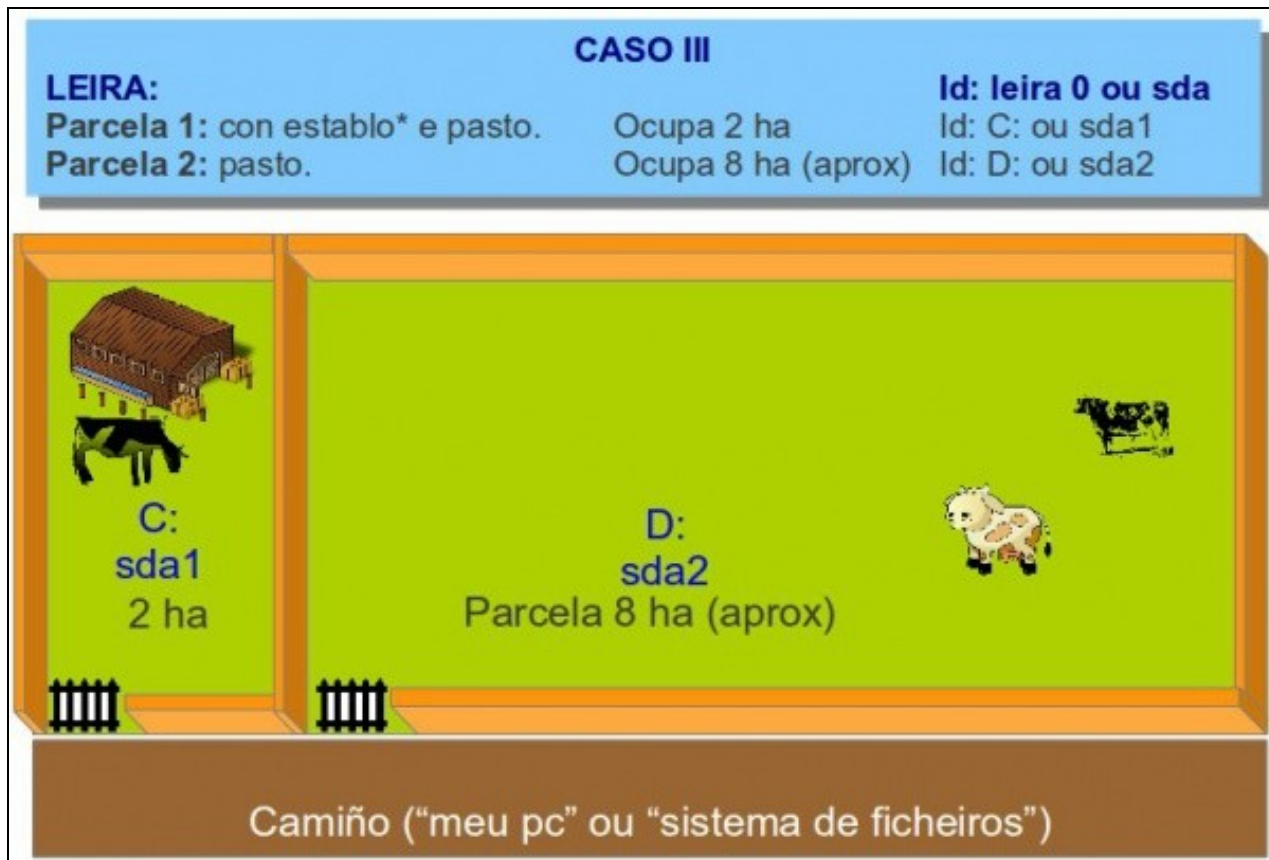 CASO III
LEIRA: Id: leira 0 ou sda
Parcela 1: con establo* e pasto. Ocupa 2 ha Id: C: ou sda1
Parcela 2: pasto. Ocupa 8 ha (aprox) Id: D: ou sda2
C:
sda1
2 ha
D:
sda2
Parcela 8 ha (aprox)
Camiño (“meu pc” ou “sistema de ficheiros”)